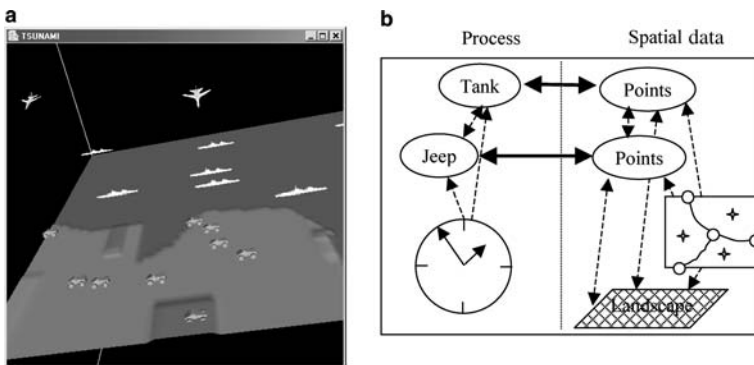 a
TSUNAMI
b
Process
Spatial data
Tank
Points
Jeep
Points
Landscape